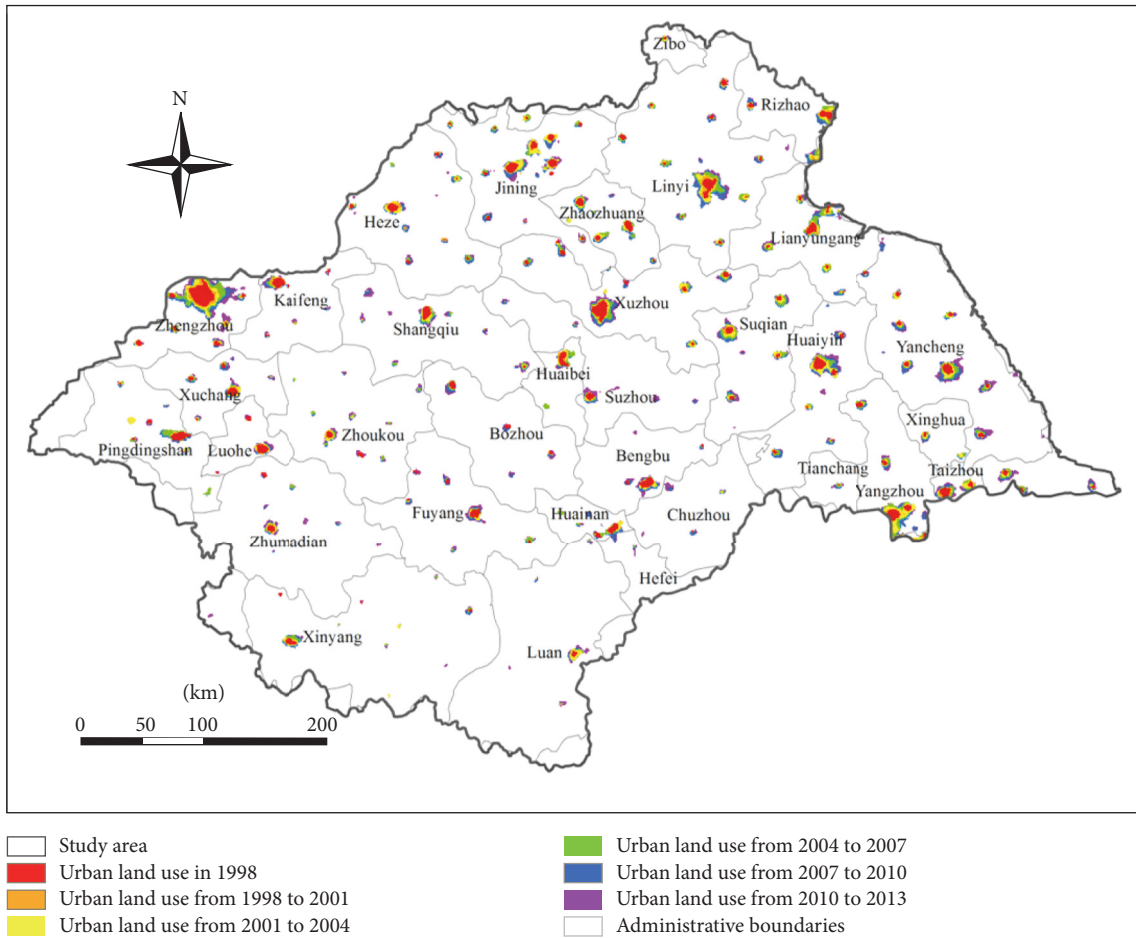 Zibo
N
Rizhao
Jining
Linyi
Zhaozhuang
Heze
Lianyungang
Kaifeng
Xuzhou
Zhengzhou
Shangqiu
Suqian
Huaiyin
Yancheng
Huaibei
Xuchang
Suzhou
Xinghua
Zhoukou
Bozhou
Pingdingshan
Luohe
Bengbu
Tianchang
Taizhou
Yangzhou
Fuyang
Huainan
Chuzhou
Zhumadian
Hefei
Xinyang
Luan
(km)
0 50 100 200
Study area
Urban land use in 1998
Urban land use from 1998 to 2001
Urban land use from 2001 to 2004
Urban land use from 2004 to 2007
Urban land use from 2007 to 2010
Urban land use from 2010 to 2013
Administrative boundaries